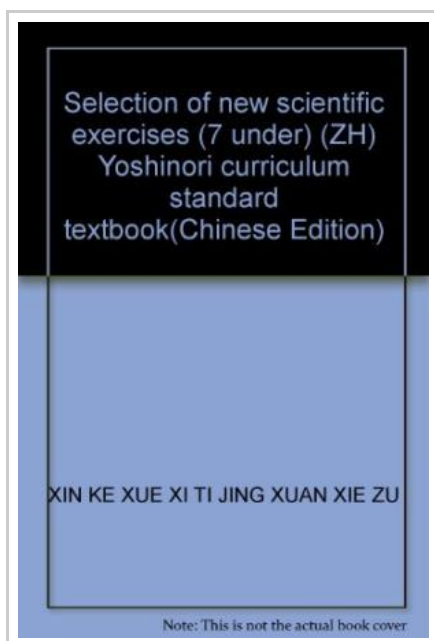 Selection of new scientific
exercises (7 under) (ZH)
Yoshinori curriculum
standard
textbook(Chinese Edition)
XIN KE XUE XI TI JING XUAN XIE ZU
Note: This is not the actual book cover